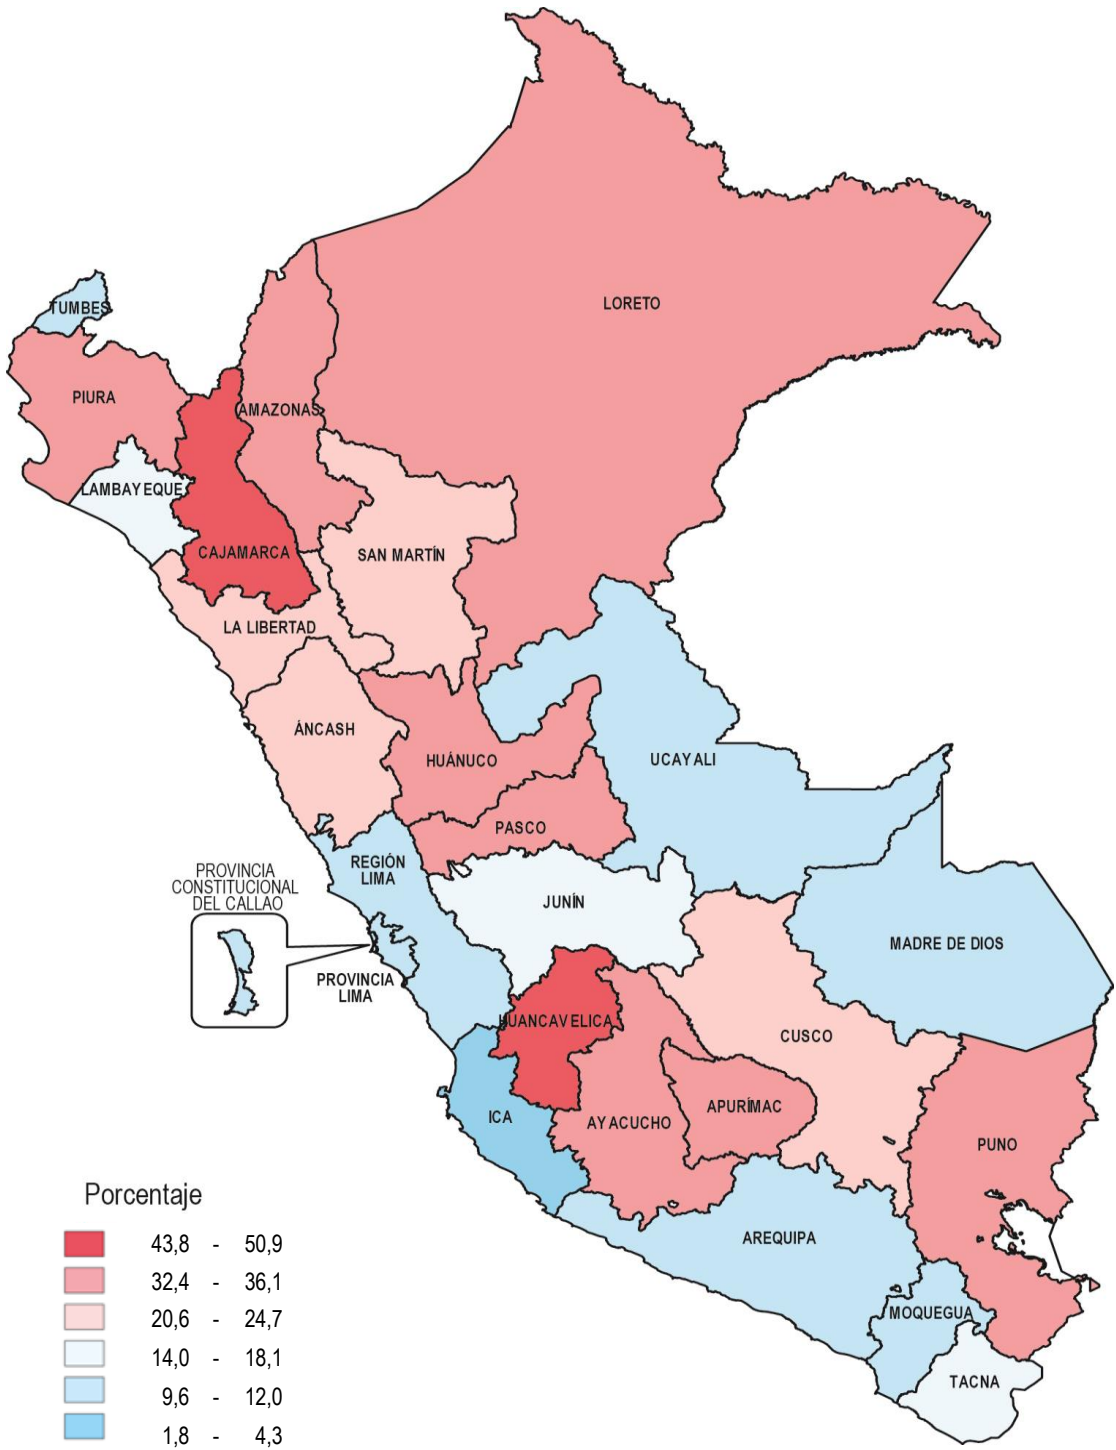 LORETO
TUMBES
PIURA
AMAZONAS
LAMBAYEQUE
CAJAMARCA
SAN MARTÍN
LA LIBERTAD
ÁNCASH
HUÁNUCO
UCAYALI
PASCO
REGIÓN
LIMA
PROVINCIA
CONSTITUCIONAL
DEL CALLAO
JUNÍN
MADRE DE DIOS
PROVINCIA
LIMA
HUANCAVELICA
CUSCO
ICA
AYACUCHO
APURÍMAC
PUNO
AREQUIPA
MOQUEGUA
TACNA
Porcentaje
43,8 - 50,9
32,4 - 36,1
20,6 - 24,7
14,0 - 18,1
9,6 - 12,0
1,8 - 4,3